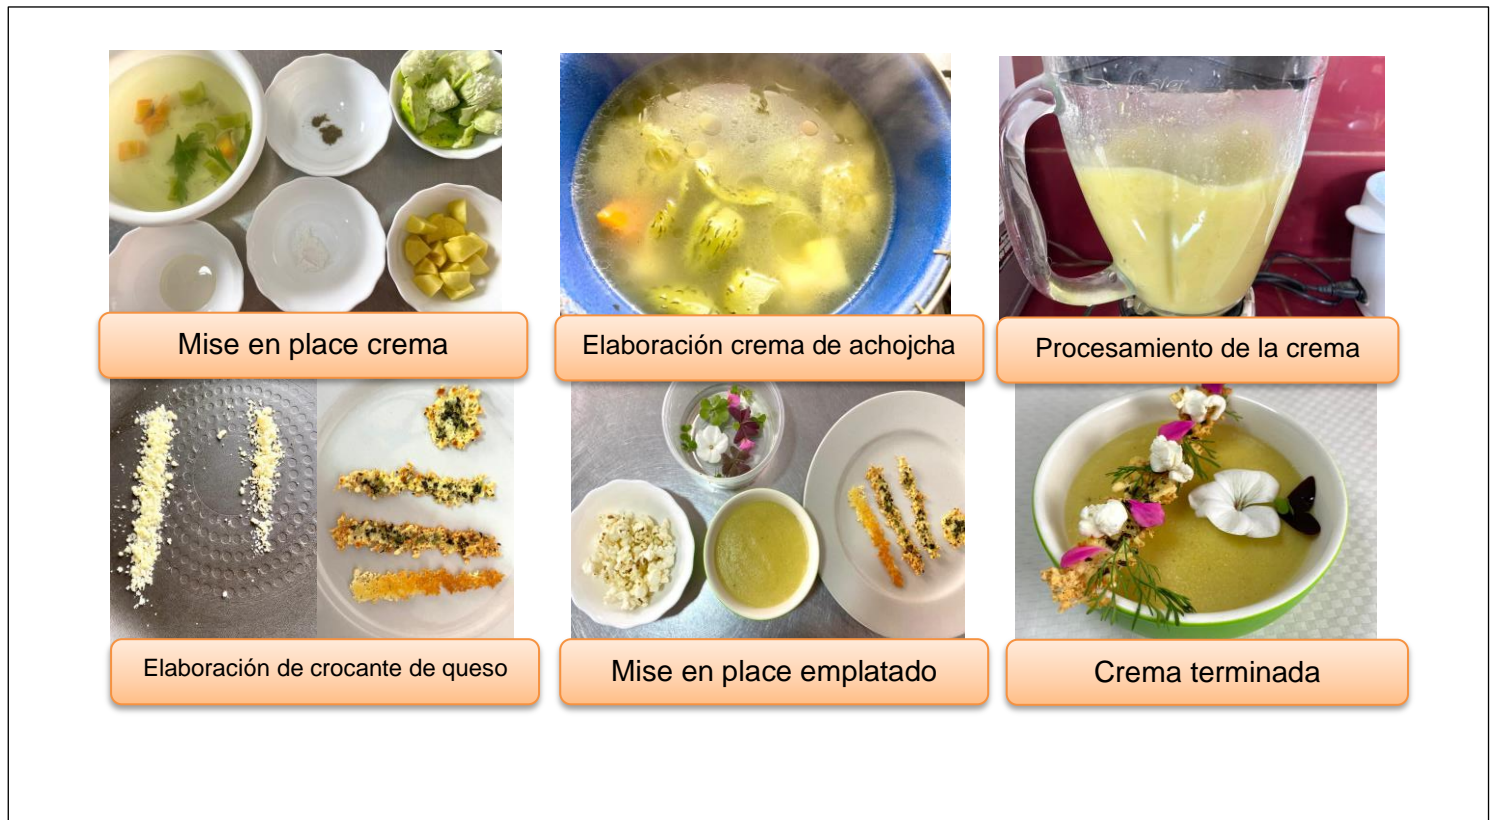 Mise en place crema
Elaboración crema de achojcha
Procesamiento de la crema
Elaboración de crocante de queso
Mise en place emplatado
Crema terminada